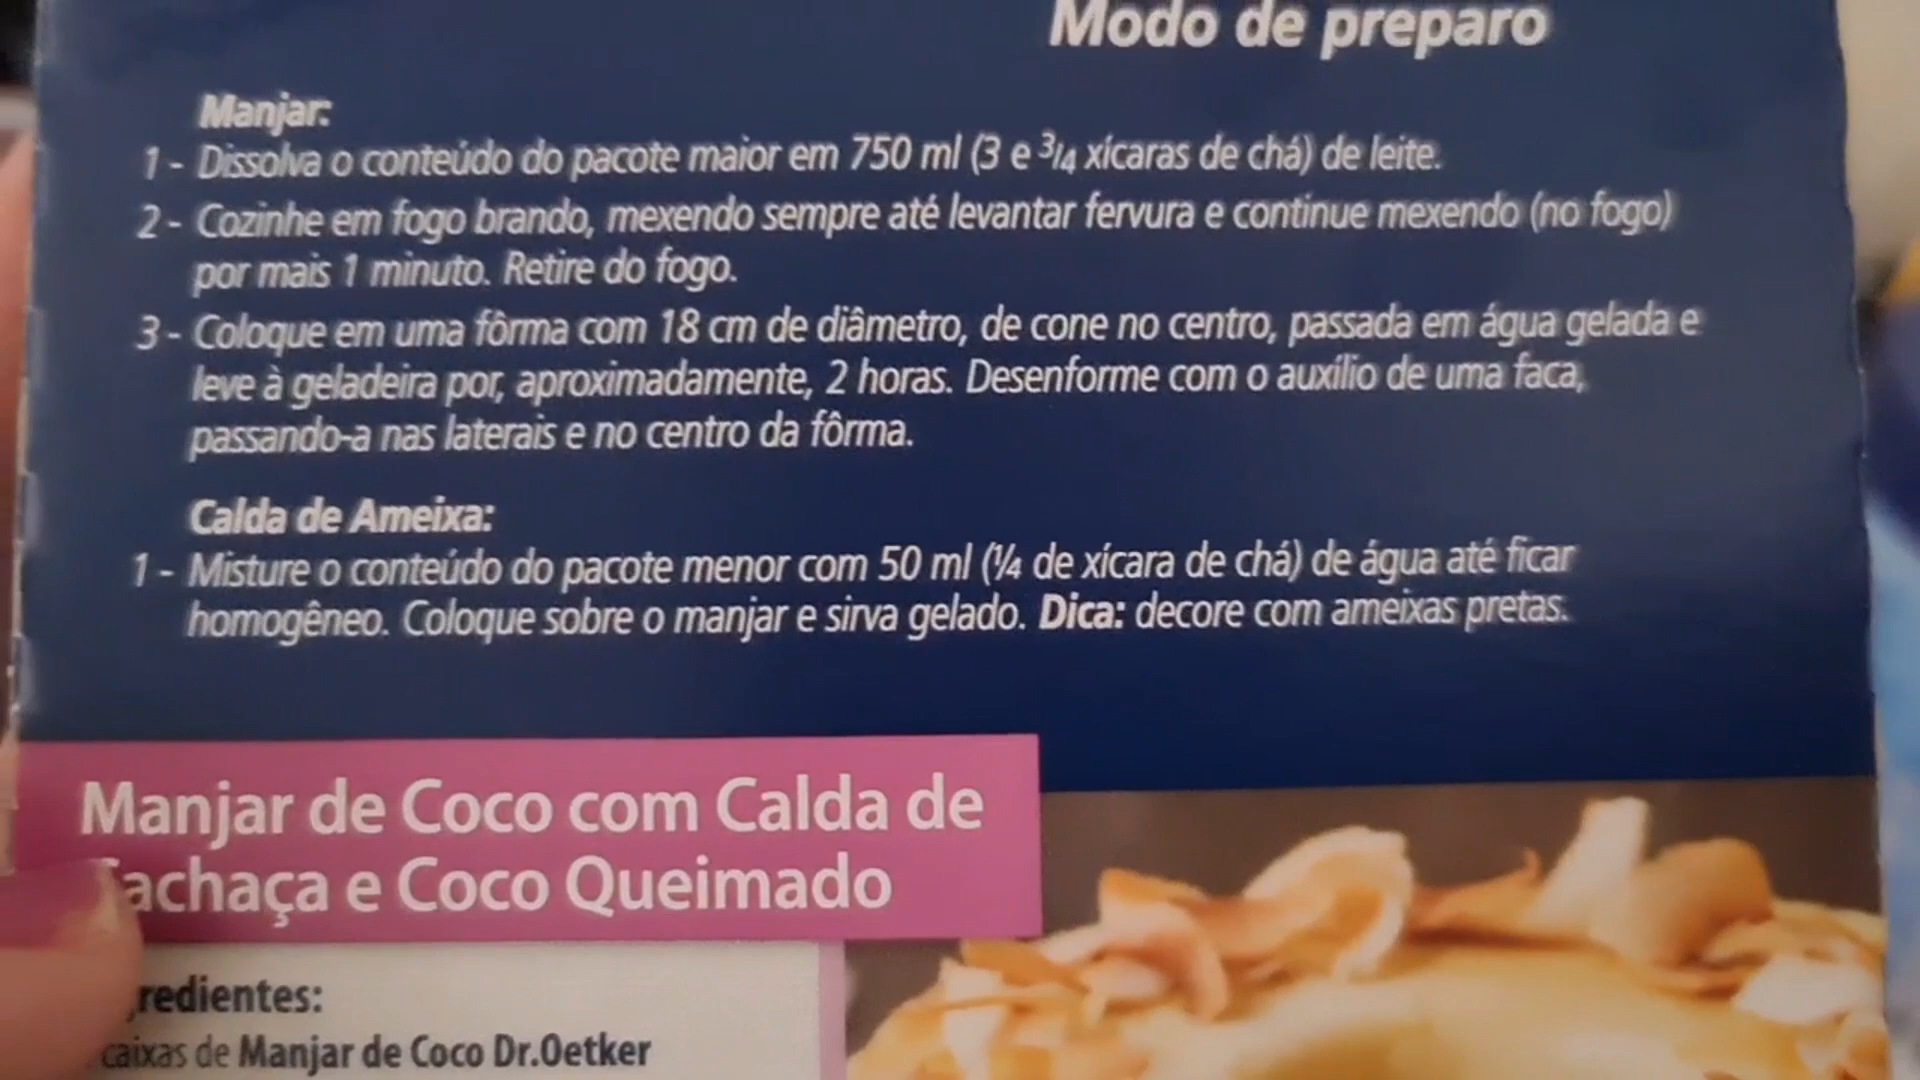 Modo de preparo
Manjar:
1 - Dissolva o conteúdo do pacote maior em 750 ml (3 e 3/4 xícaras de chá) de leite.
2 - Cozinhe em fogo brando, mexendo sempre até levantar fervura e continue mexendo (no fogo)
por mais 1 minuto. Retire do fogo.
3 - Coloque em uma fôrma com 18 cm de diâmetro, de cone no centro, passada em água gelada e
leve à geladeira por, aproximadamente, 2 horas. Desenforme com o auxílio de uma faca,
passando-a nas laterais e no centro da fôrma.
Calda de Ameixa:
1 - Misture o conteúdo do pacote menor com 50 ml (¼ de xícara de chá) de água até ficar
homogêneo. Coloque sobre o manjar e sirva gelado. Dica: decore com ameixas pretas.
Manjar de Coco com Calda de
achaça e Coco Queimado
redientes:
caixas de Manjar de Coco Dr.Oetker